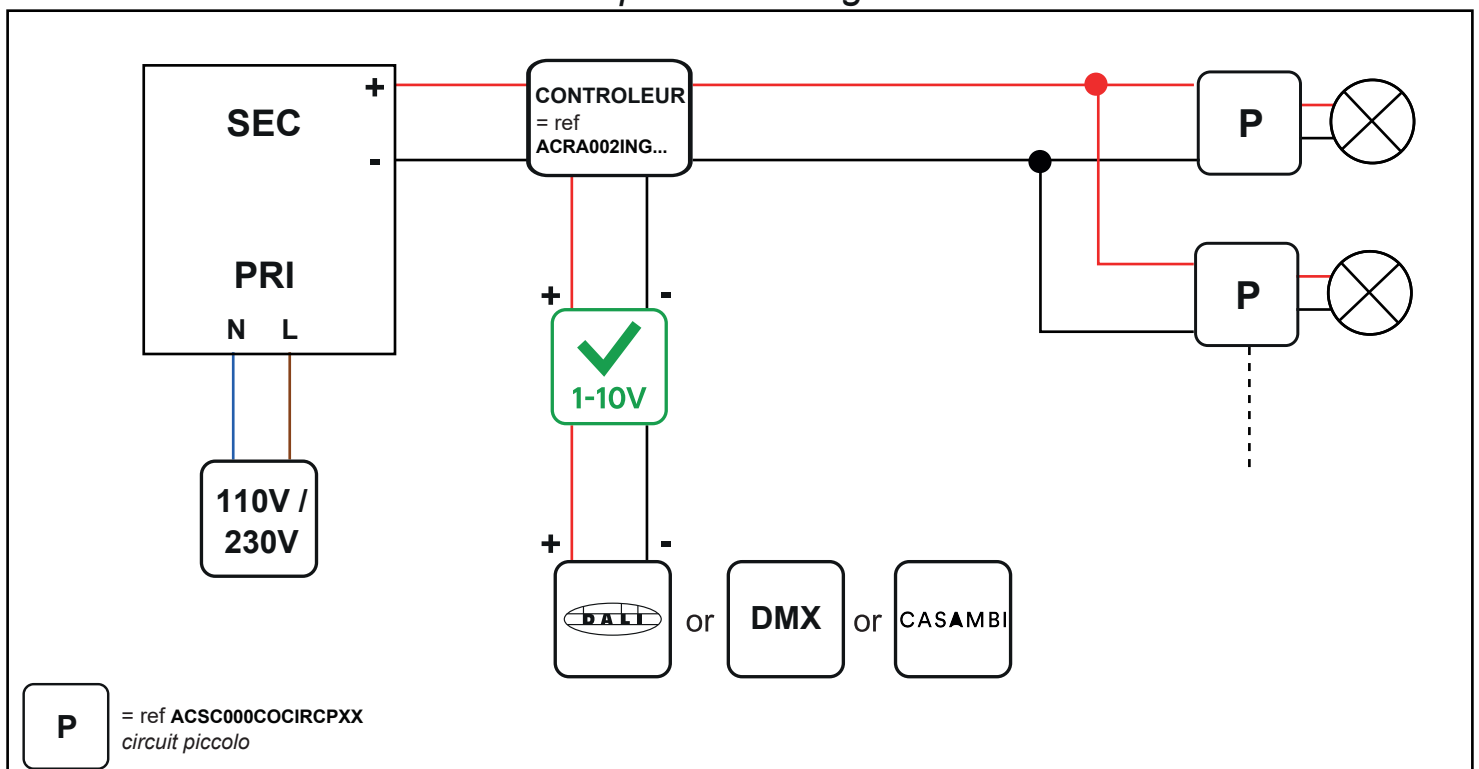 SEC
+
-
PRI
N L
110V /
230V
CONTROLEUR
= ref
ACRA002ING...
+ -
1-10V
+ -
DALI or DMX or CASAMBI
P
P
P
= ref ACSC000COCIRCPXX
circuit piccolo